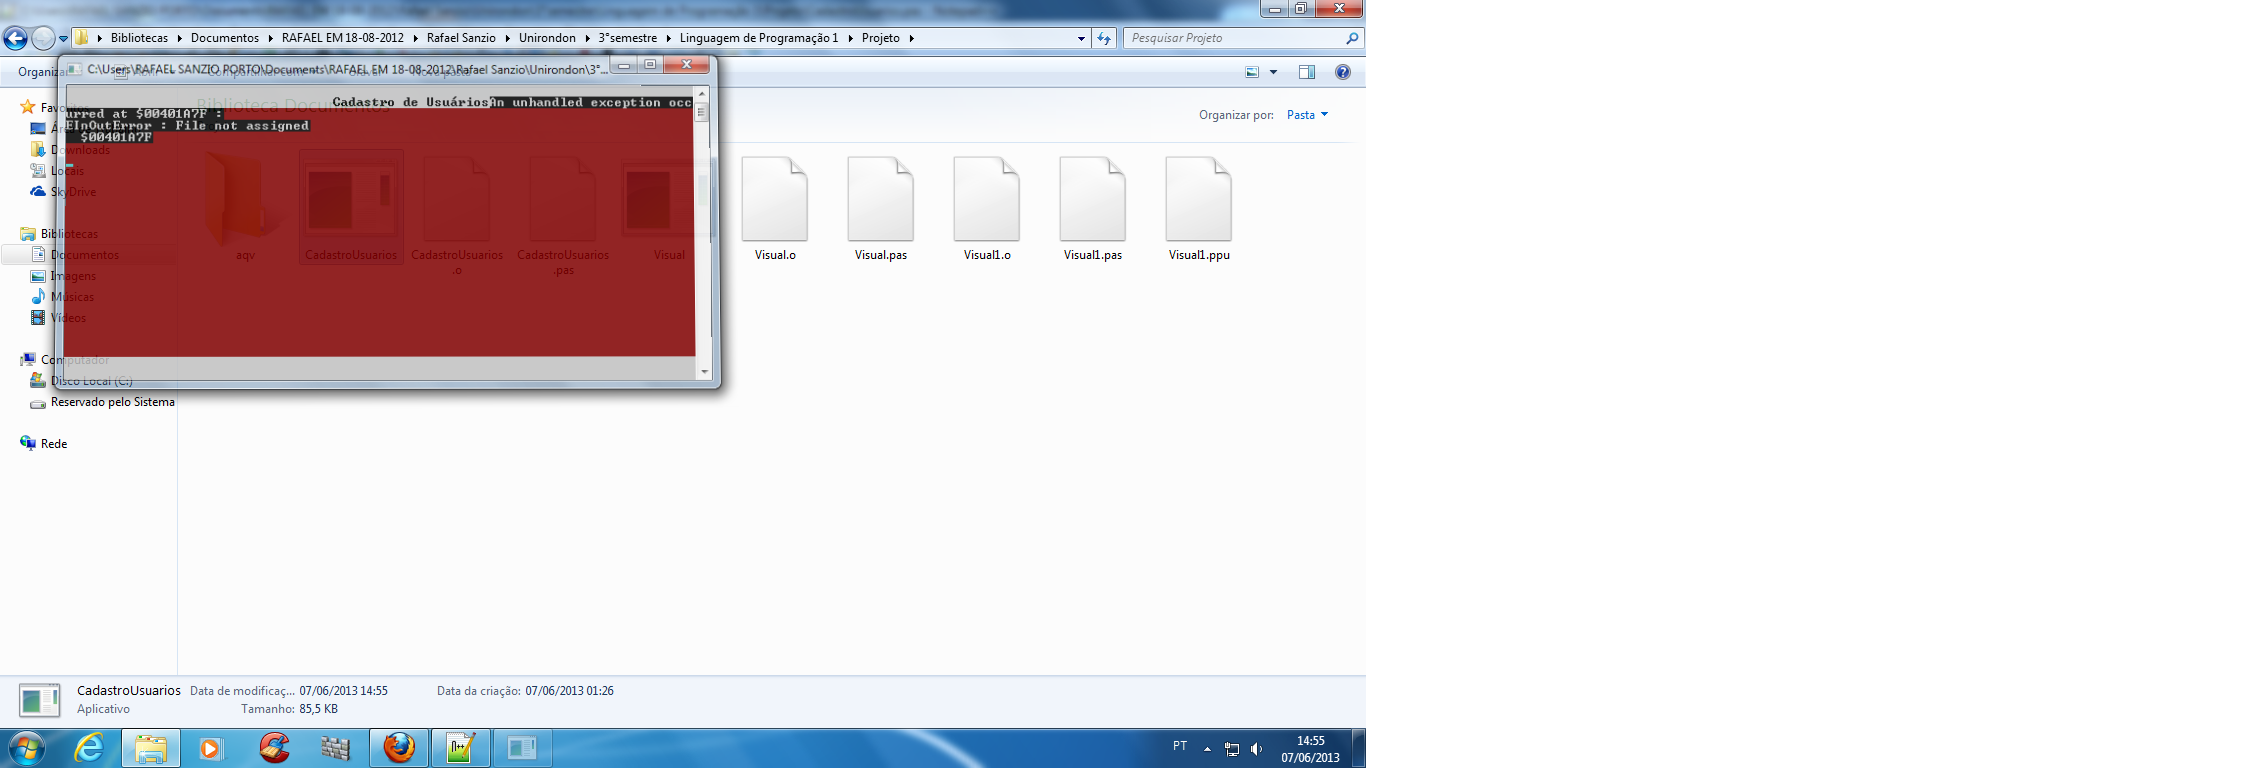 Bibliotecas Documentos RAFAEL EM 18-08-2012 Rafael Sanzio Unirondon 3°semestre Linguagem de Programação 1 Projeto
Pesquisar Projeto
Organizar
C:\Users\RAFAEL SANZIO PORTO\Documents\RAFAEL EM 18-08-2012\Rafael Sanzio\Unirondon\3°...
Cadastro de UsuáriosAn unhandled exception occ
urred at $00401A7F :
EInOutError : File not assigned
$00401A7F
Biblioteca Documentos
Organizar por: Pasta
Favoritos
Downloads
Locais
SkyDrive
Bibliotecas
Documentos
Imagens
Músicas
Vídeos
Computador
Disco Local (C:)
Reservado pelo Sistema
Rede
aqv
CadastroUsuarios
CadastroUsuarios
.o
CadastroUsuarios
.pas
Visual
Visual.o
Visual.pas
Visual1.o
Visual1.pas
Visual1.ppu
CadastroUsuarios Data de modificaç... 07/06/2013 14:55 Data da criação: 07/06/2013 01:26
Aplicativo Tamanho: 85,5 KB
PT
14:55
07/06/2013